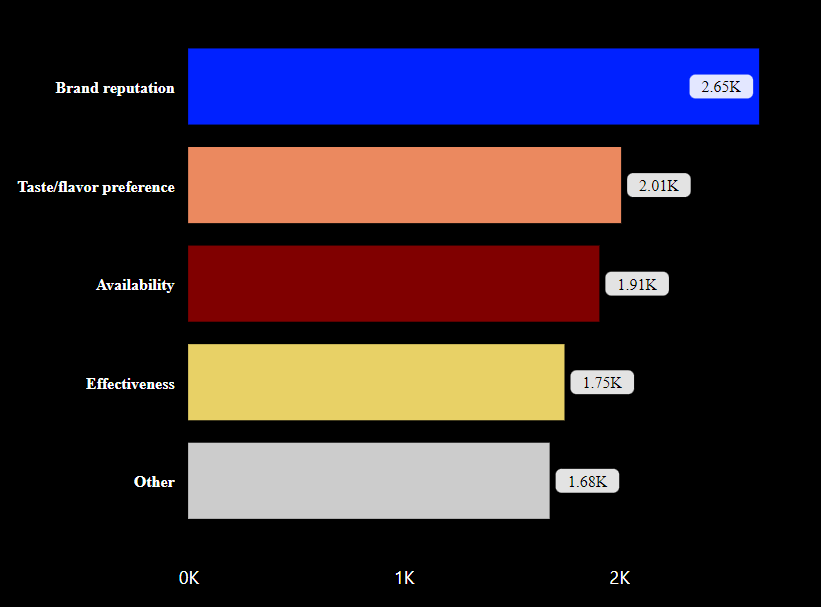 Brand reputation
2.65K
Taste/flavor preference
2.01K
Availability
1.91K
Effectiveness
1.75K
Other
1.68K
0K
1K
2K